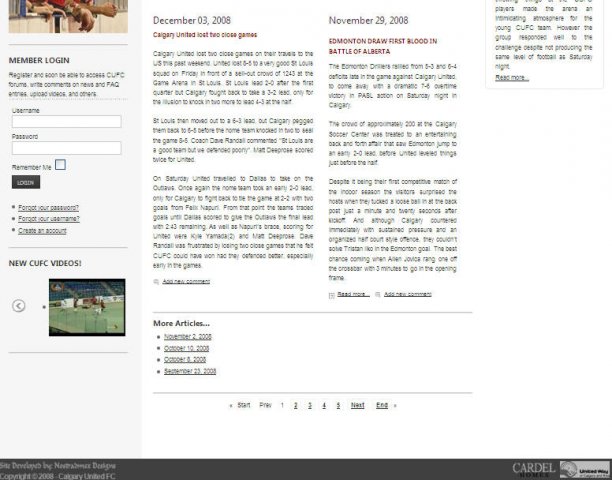 MEMBER LOGIN
Register and soon be able to access CUFC
forums, write comments on news and FAQ
entries, upload videos, and others.
Username
Password
Remember Me
LOGIN
Forgot your password?
Forgot your username?
Create an account
NEW CUFC VIDEOS!
December 03, 2008
Calgary United lost two close games
Calgary United lost two close games on their travels to the
US this past weekend. United lost 8-5 to a very good St Louis
squad on Friday in front of a sell-out crowd of 1243 at the
Game Arena in St. Louis. St Louis lead 2-0 after the first
quarter but Calgary fought back to take a 3-2 lead, only for
the illusion to knock in two more to lead 4-3 at the half
St Louis then moved out to a 6-3 lead, but Calgary pegged
them back to 6-5 before the home team knocked in two to seal
the game 8-5. Coach Dave Randall commented "St Louis are
a good team but we defended poorly". Matt Deeprose scored
twice for United.
On Saturday United travelled to Dallas to take on the
Outlaws. Once again the home team took an early 2-0 lead,
only for Calgary to fight back to tie the game at 2-2 with two
goals from Felix Napuri. From that point the teams traded
goals until Dallas scored to give the Outlaws the final lead
with 2:43 remaining. As well as Napuri's brace, scoring for
United were Kyle Yamada(2) and Matt Deeprose. Dave
Randall was frustrated by losing two close games that he felt
CUFC could have won had they defended better, especially
early in the games.
Add new comment
November 29, 2008
EDMONTON DRAW FIRST BLOOD IN
BATTLE OF ALBERTA
The Edmonton Drillers rallied from 5-3 and 6-4
deficits late in the game against Calgary United,
to come away with a dramatic 7-6 overtime
victory in PASL action on Saturday night in
Calgary.
The crowd of approximately 200 at the Calgary
Soccer Center was treated to an entertaining
back and forth affair that saw Edmonton jump to
an early 2-0 lead, before United leveled things
just before the half.
Despite it being their first competitive match of
the indoor season the visitors surprised the
hosts when they tucked a loose ball in at the back
post just a minute and twenty seconds after
kickoff. And although Calgary countered
immediately with sustained pressure and an
organized half court style offence, they couldn't
solve Tristan Iiko in the Edmonton goal. The best
chance coming when Allen Jovica rang one off
the crossbar with 3 minutes to go in the opening
frame.
Read more...
Add new comment
players made the arena an
intimicating atmosphere for the
young CUFC team. However the
group responded well to the
challenge despite not producing the
same level of football as Saturday
night.
Read more...
More Articles...
November 2, 2008
October 10, 2008
October 8, 2008
September 23, 2008
« Start Prev 1 2 3 4 5 Next End »
Site Developed by: Nostradmex Designs
Copyright © 2008 - Calgary United FC
CARDEL
HOMES
United Way